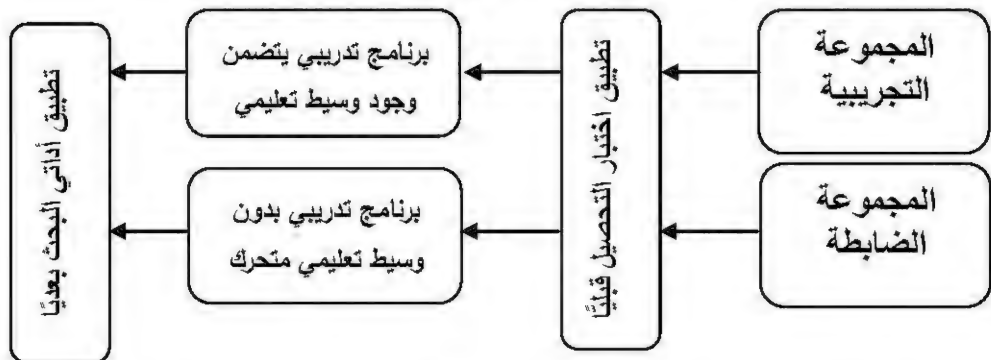 المجموعة
التجريبية
المجموعة
الضابطة
تطبيق اختبار التحصيل قبليًا
برنامج تدريبي يتضمن
وجود وسيط تعليمي
برنامج تدريبي بدون
وسيط تعليمي متحرك
تطبيق أداتي البحث بعديًا